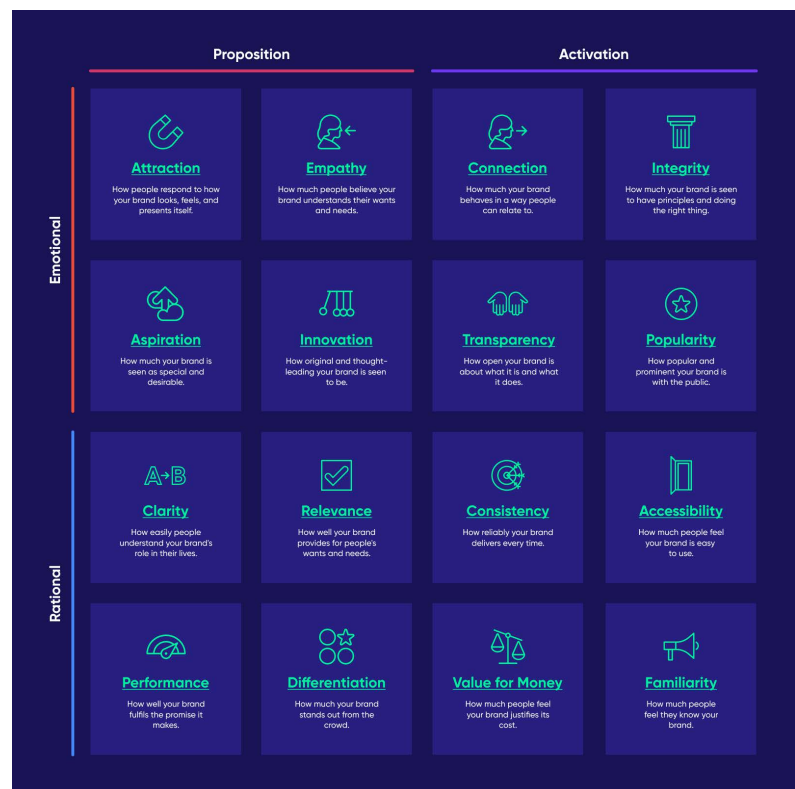 Proposition
Activation
Emotional
Attraction
How people respond to how
your brand looks, feels, and
presents itself.
Empathy
How much people believe your
brand understands their wants
and needs.
Connection
How much your brand
behaves in a way people
can relate to.
Integrity
How much your brand is seen
to have principles and doing
the right thing.
Aspiration
How much your brand is
seen as special and
desirable.
Innovation
How original and thought-
leading your brand is seen
to be.
Transparency
How open your brand is
about what it is and what
it does.
Popularity
How popular and
prominent your brand is
with the public.
Rational
A B
Clarity
How easily people
understand your brand's
role in their lives.
Relevance
How well your brand
provides for people's
wants and needs.
Consistency
How reliably your brand
delivers every time.
Accessibility
How much people feel
your brand is easy
to use.
Performance
How well your brand
fulfils the promise it
makes.
Differentiation
How much your brand
stands out from the
crowd.
Value for Money
How much people feel
your brand justifies its
cost.
Familiarity
How much people
feel they know your
brand.